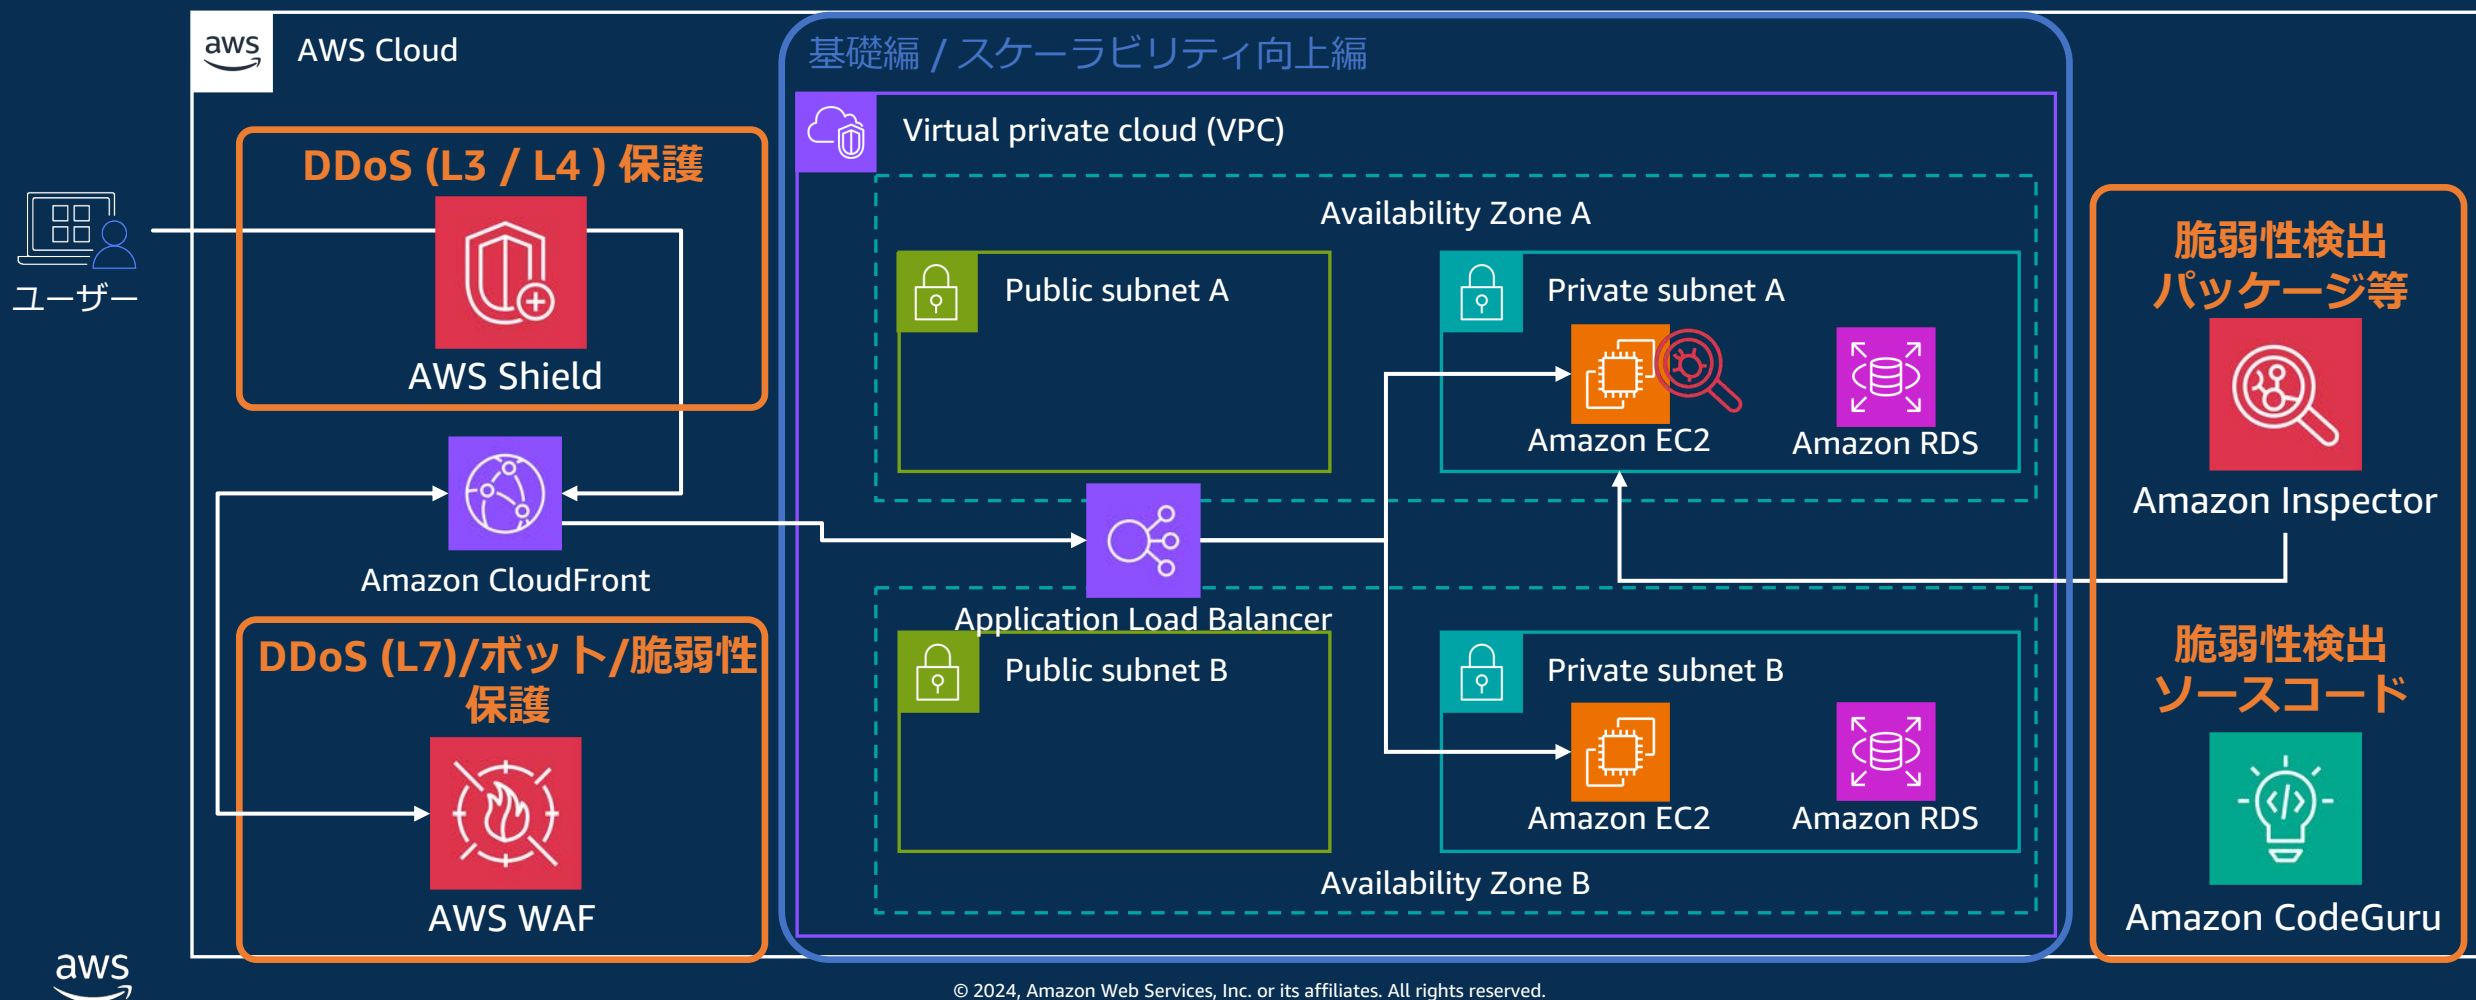 aws
AWS Cloud
基礎編 / スケーラビリティ向上編
Virtual private cloud (VPC)
DDoS (L3 / L4 ) 保護
AWS Shield
ユーザー
Amazon CloudFront
DDoS (L7)/ボット/脆弱性
保護
AWS WAF
Availability Zone A
Public subnet A
Private subnet A
Amazon EC2
Amazon RDS
Application Load Balancer
Public subnet B
Private subnet B
Amazon EC2
Amazon RDS
Availability Zone B
脆弱性検出
パッケージ等
Amazon Inspector
脆弱性検出
ソースコード
Amazon CodeGuru
aws
© 2024, Amazon Web Services, Inc. or its affiliates. All rights reserved.